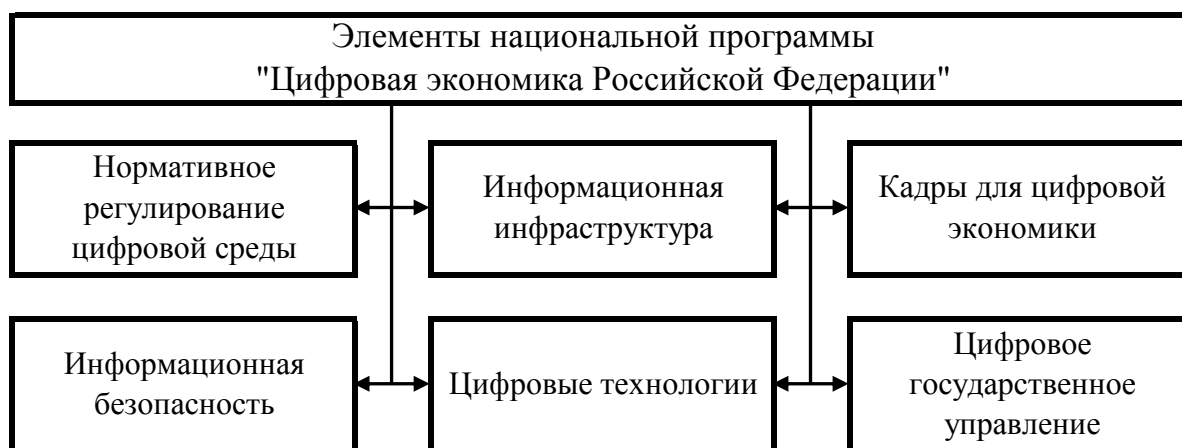 Элементы национальной программы
"Цифровая экономика Российской Федерации"
Нормативное
регулирование
цифровой среды
Информационная
инфраструктура
Кадры для цифровой
экономики
Информационная
безопасность
Цифровые технологии
Цифровое
государственное
управление